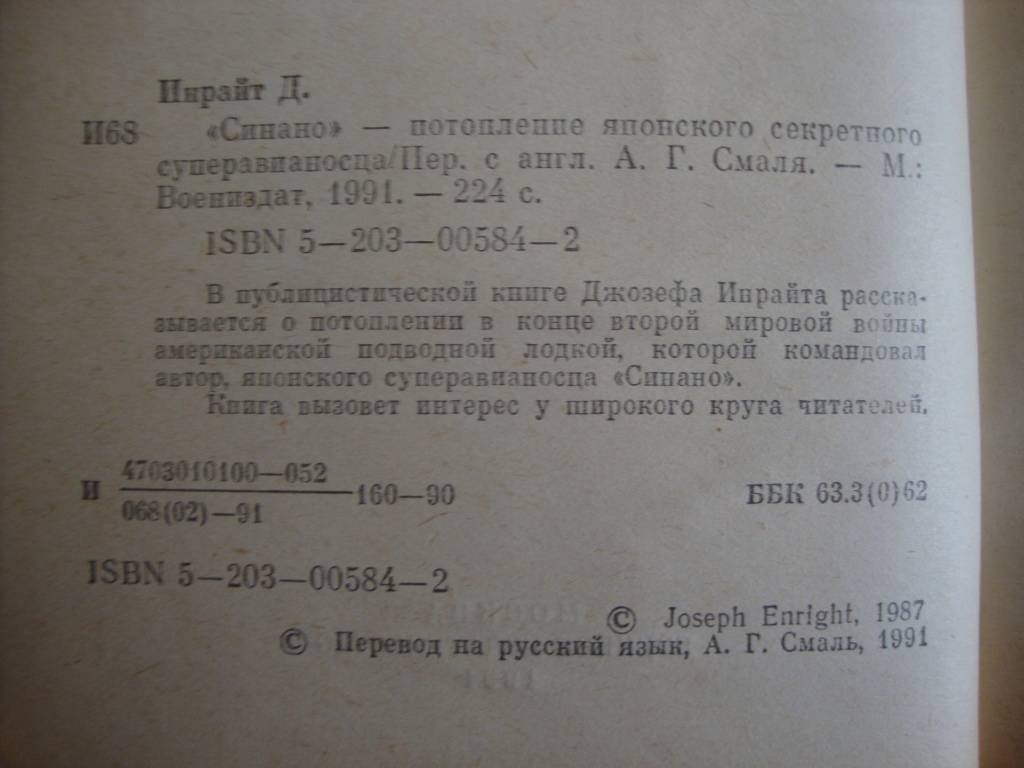 Инрайт Д.
И68 «Синано» — потопление японского секретного
суперавианосца/Пер. с англ. А. Г. Смаля. — М.:
Воениздат, 1991. — 224 с.
ISBN 5—203—00584—2
В публицистической книге Джозефа Инрайта расска-
зывается о потоплении в конце второй мировой войны
американской подводной лодкой, которой командовал
автор, японского суперавианосца «Синано».
Книга вызовет интерес у широкого круга читателей.
4703010100—052
И 160—90 ББК 63.3(0)62
068(02)—91
ISBN 5—203—00584—2
© Joseph Enright, 1987
© Перевод на русский язык, А. Г. Смаль, 1991